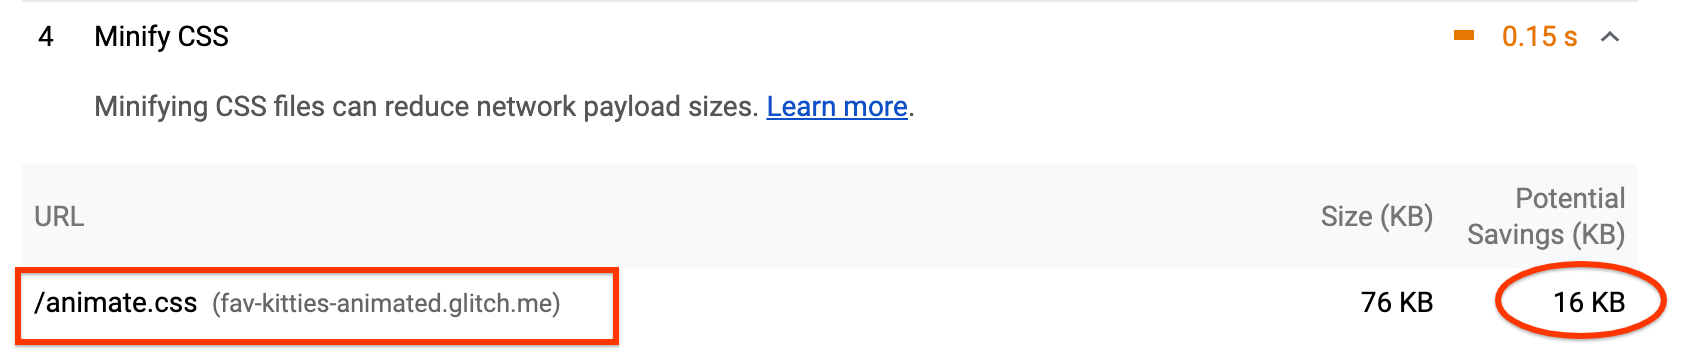 4 Minify CSS 0.15 s
Minifying CSS files can reduce network payload sizes. Learn more.
URL Size (KB) Potential Savings (KB)
/animate.css (fav-kitties-animated.glitch.me) 76 KB 16 KB